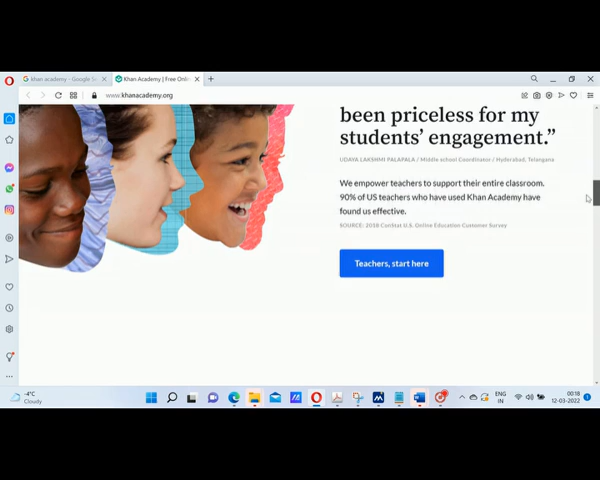 khan academy - Google S
Khan Academy | Free Onli
www.khanacademy.org
been priceless for my
students’ engagement.”
UDAYA LAKSHMI PALAPALA / Middle school Coordinator / Hyderabad, Telangana
We empower teachers to support their entire classroom.
90% of US teachers who have used Khan Academy have
found us effective.
SOURCE: 2018 CoriStat U.S. Online Education Customer Survey
Teachers, start here
-4°C
Cloudy
ENG
IN
00:18
12-03-2022